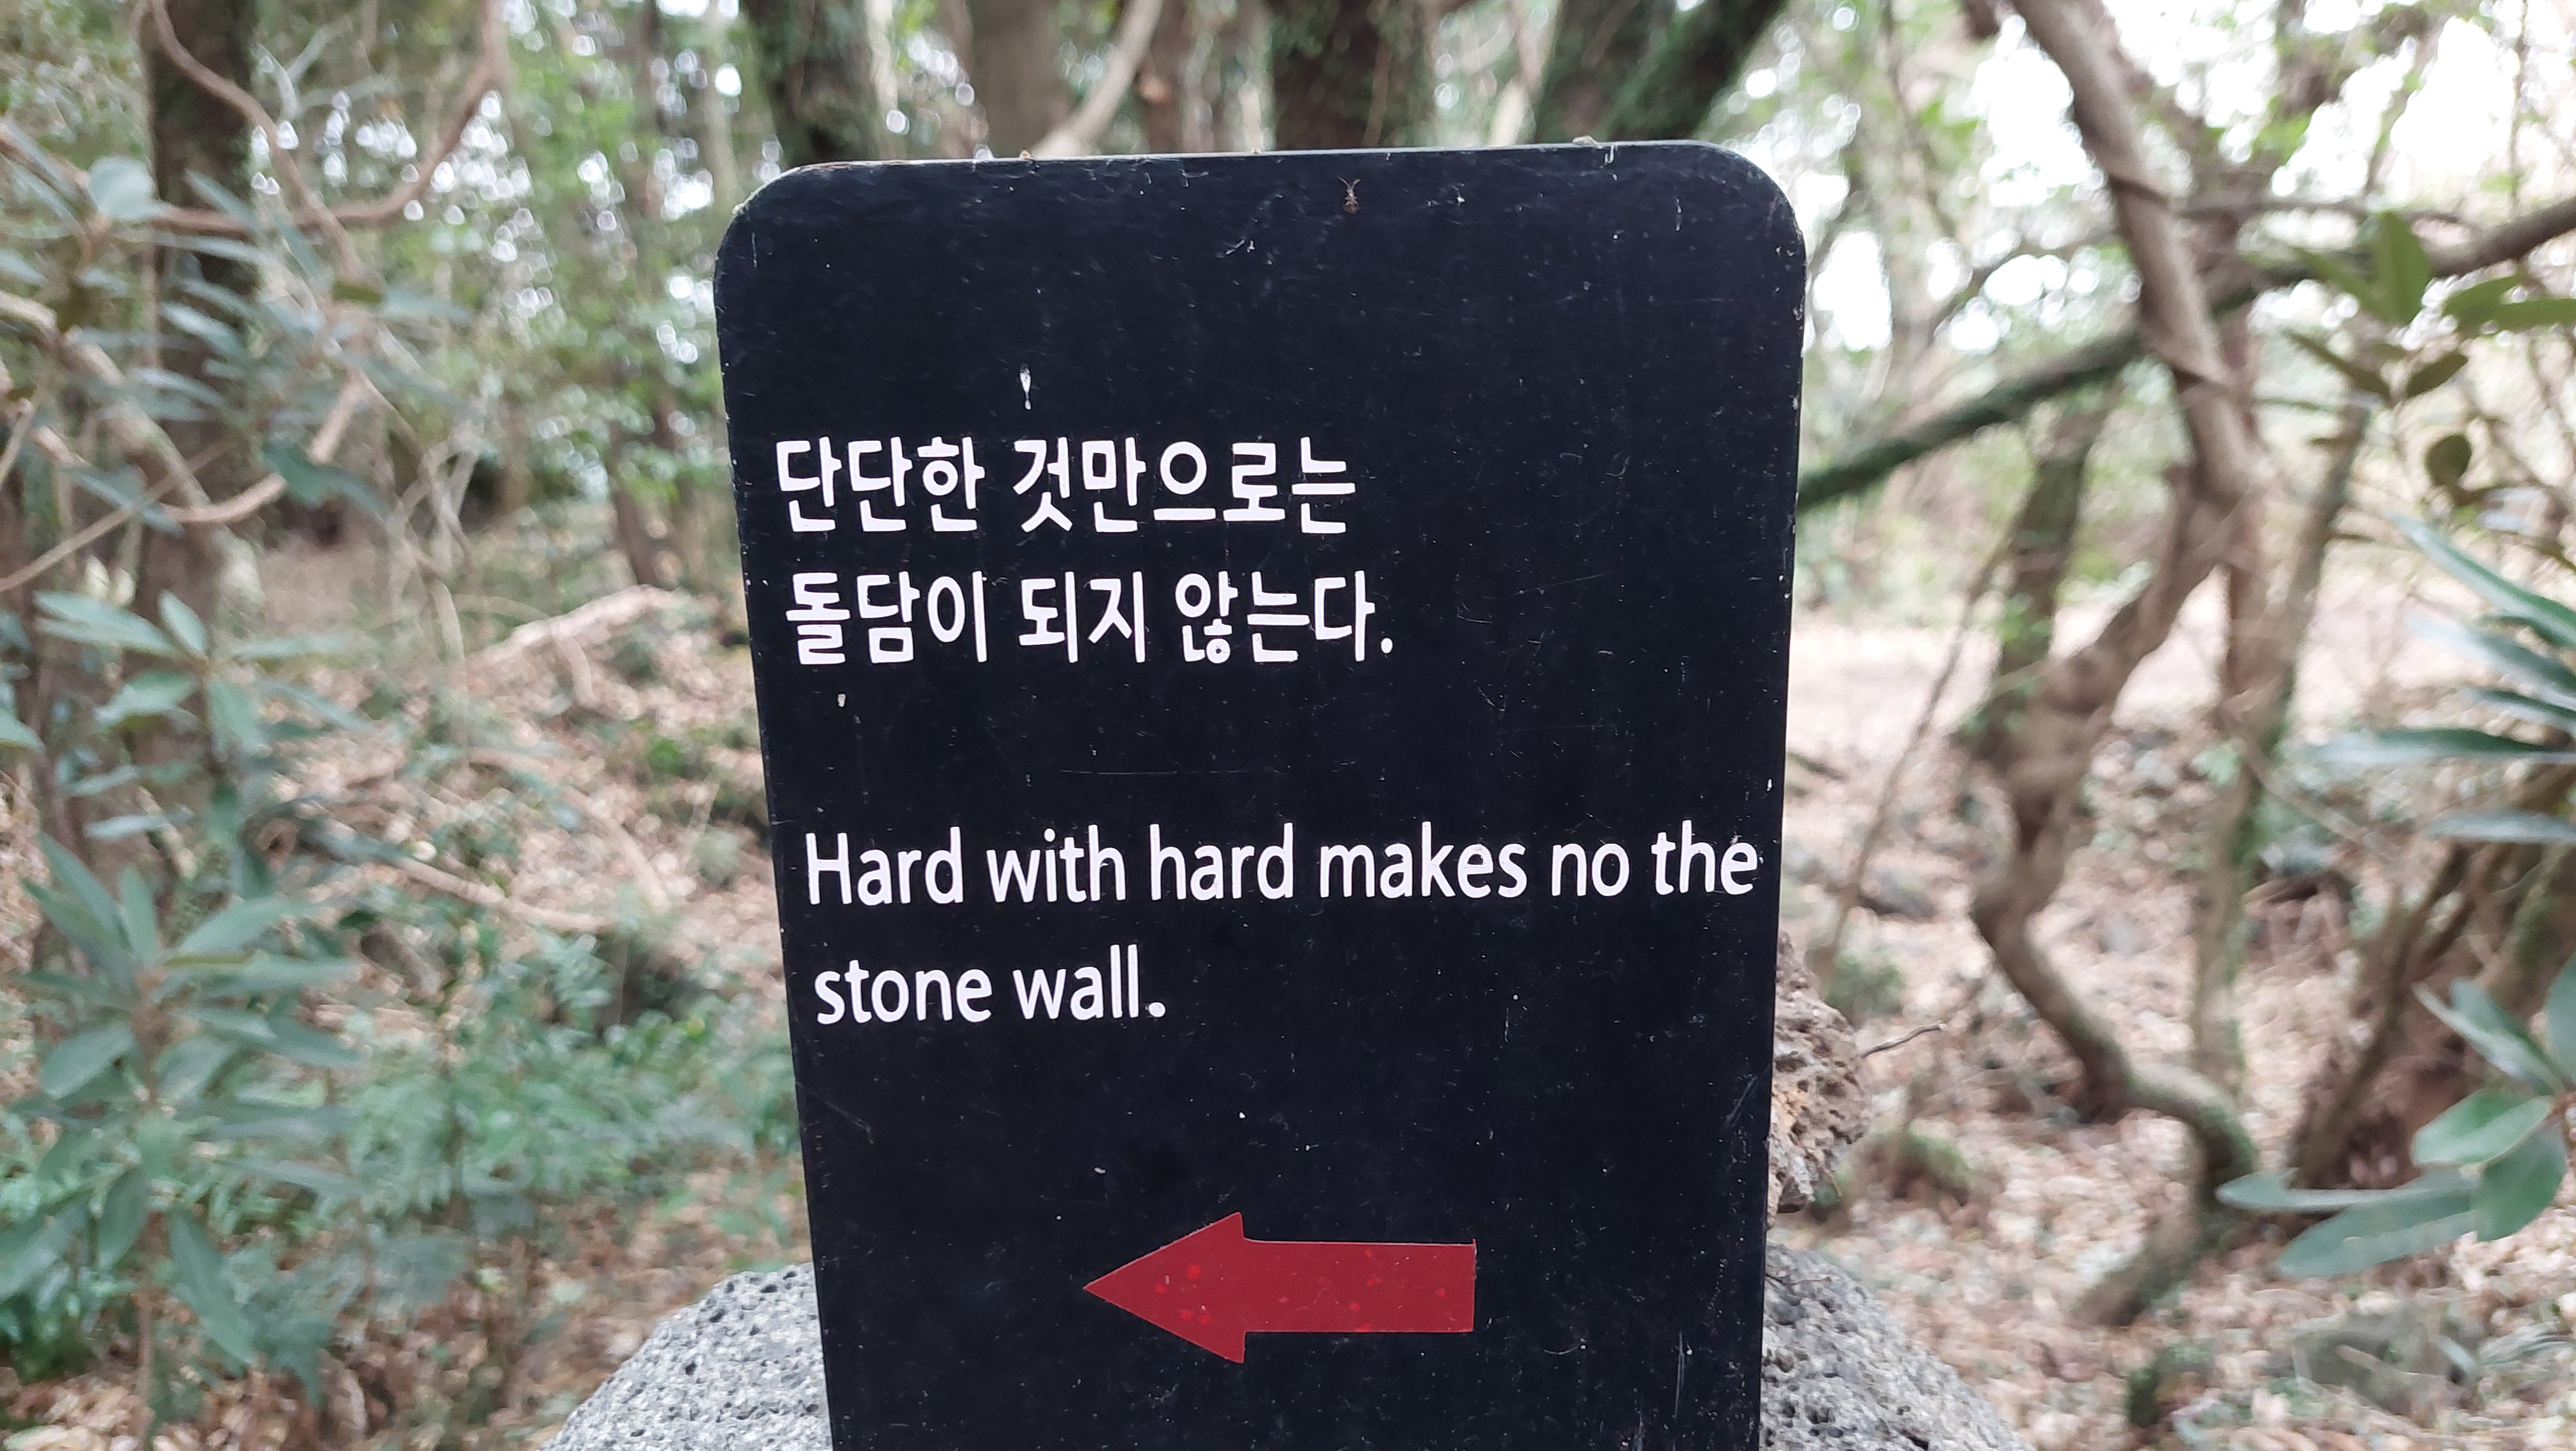 단단한 것만으로는
돌담이 되지 않는다.
Hard with hard makes no the
stone wall.